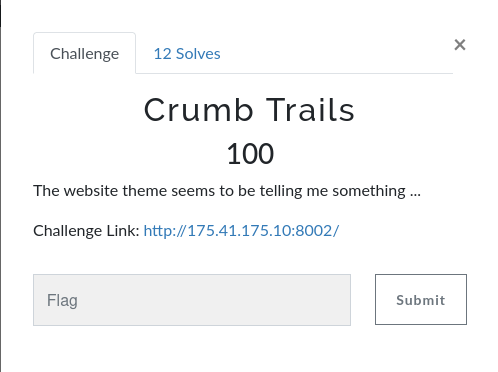 Challenge
12 Solves
×
Crumb Trails
100
The website theme seems to be telling me something ...
Challenge Link: http://175.41.175.10:8002/
Flag
Submit